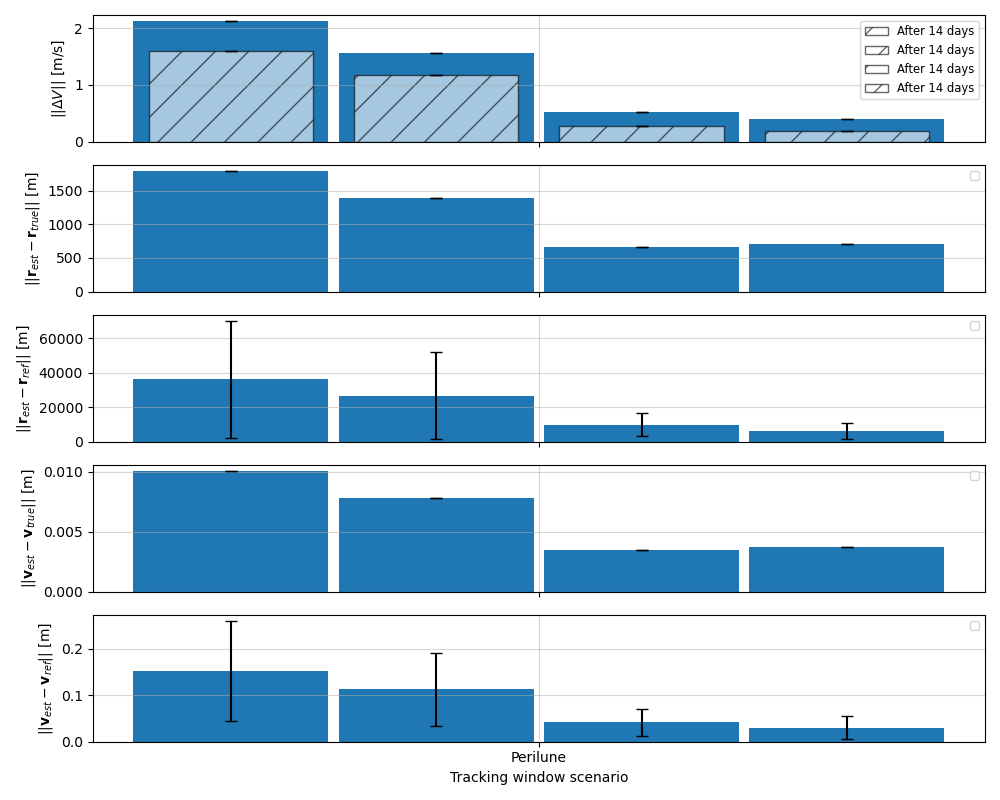 ||ΔV|| [m/s]
2
1
0
After 14 days
After 14 days
After 14 days
After 14 days
||r_est − r_true|| [m]
1500
1000
500
0
||r_est − r_ref|| [m]
60000
40000
20000
0
||v_est − v_true|| [m]
0.010
0.005
0.000
||v_est − v_ref|| [m]
0.2
0.1
0.0
Perilune
Tracking window scenario